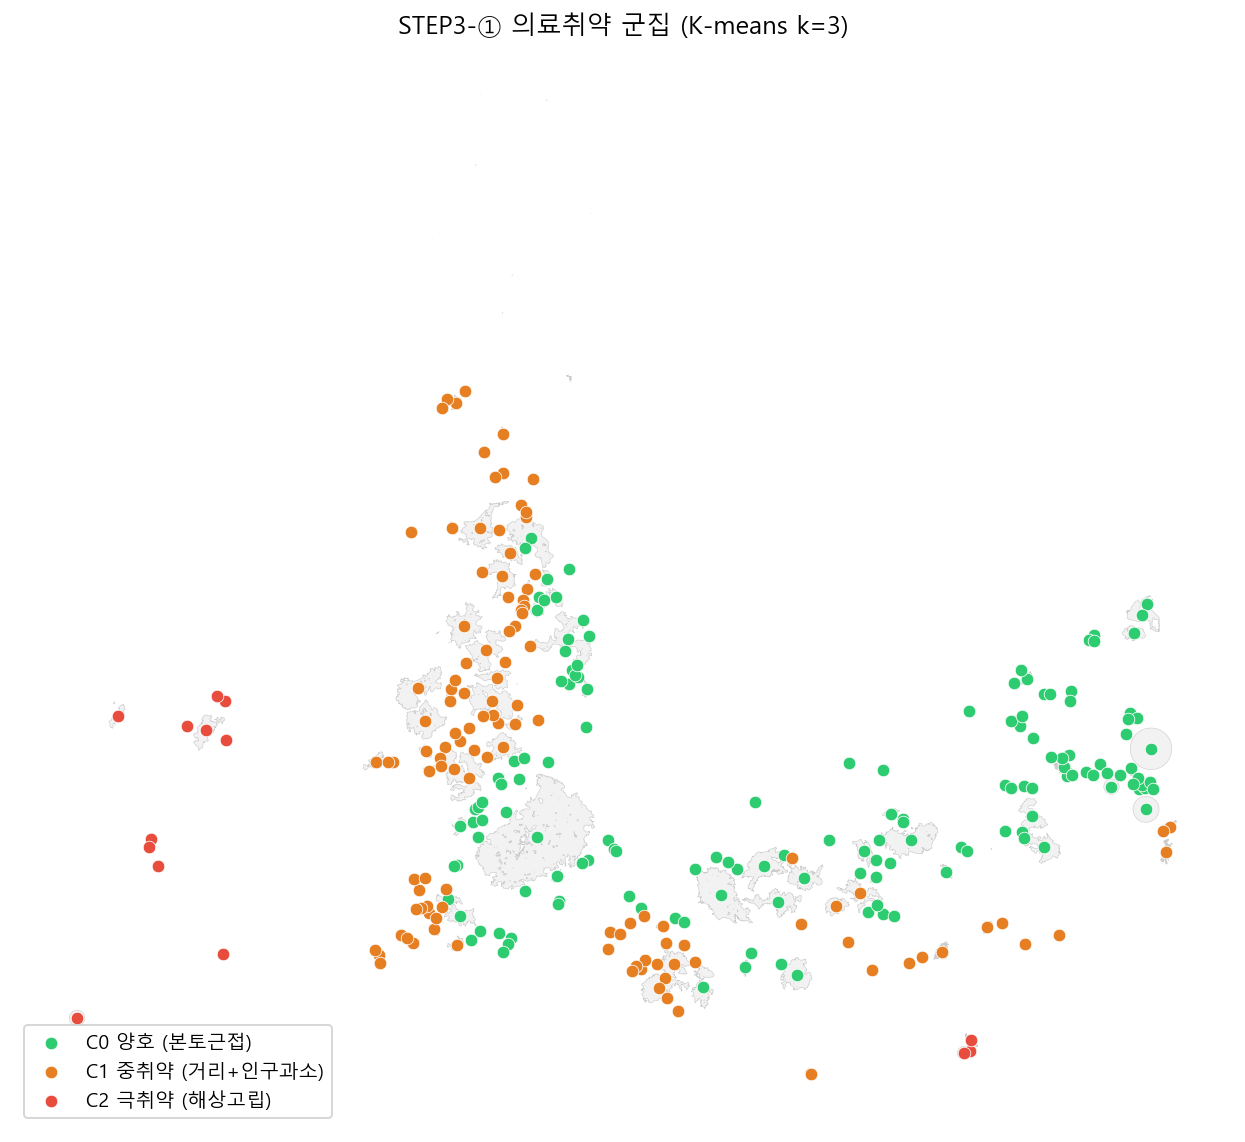 STEP3-① 의료취약 군집 (K-means k=3)
C0 양호 (본토근접)
C1 중취약 (거리+인구과소)
C2 극취약 (해상고립)